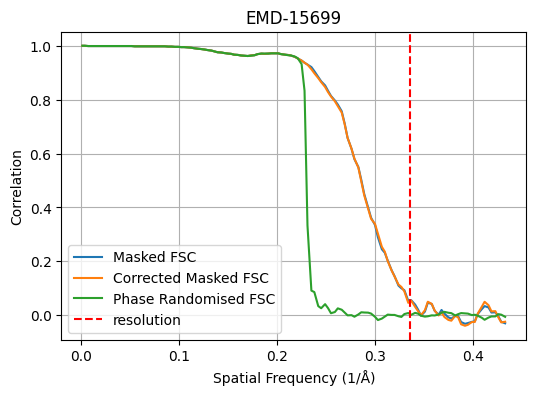 EMD-15699
1.0
0.8
0.6
0.4
0.2
0.0
Correlation
Masked FSC
Corrected Masked FSC
Phase Randomised FSC
resolution
0.0 0.1 0.2 0.3 0.4
Spatial Frequency (1/Å)